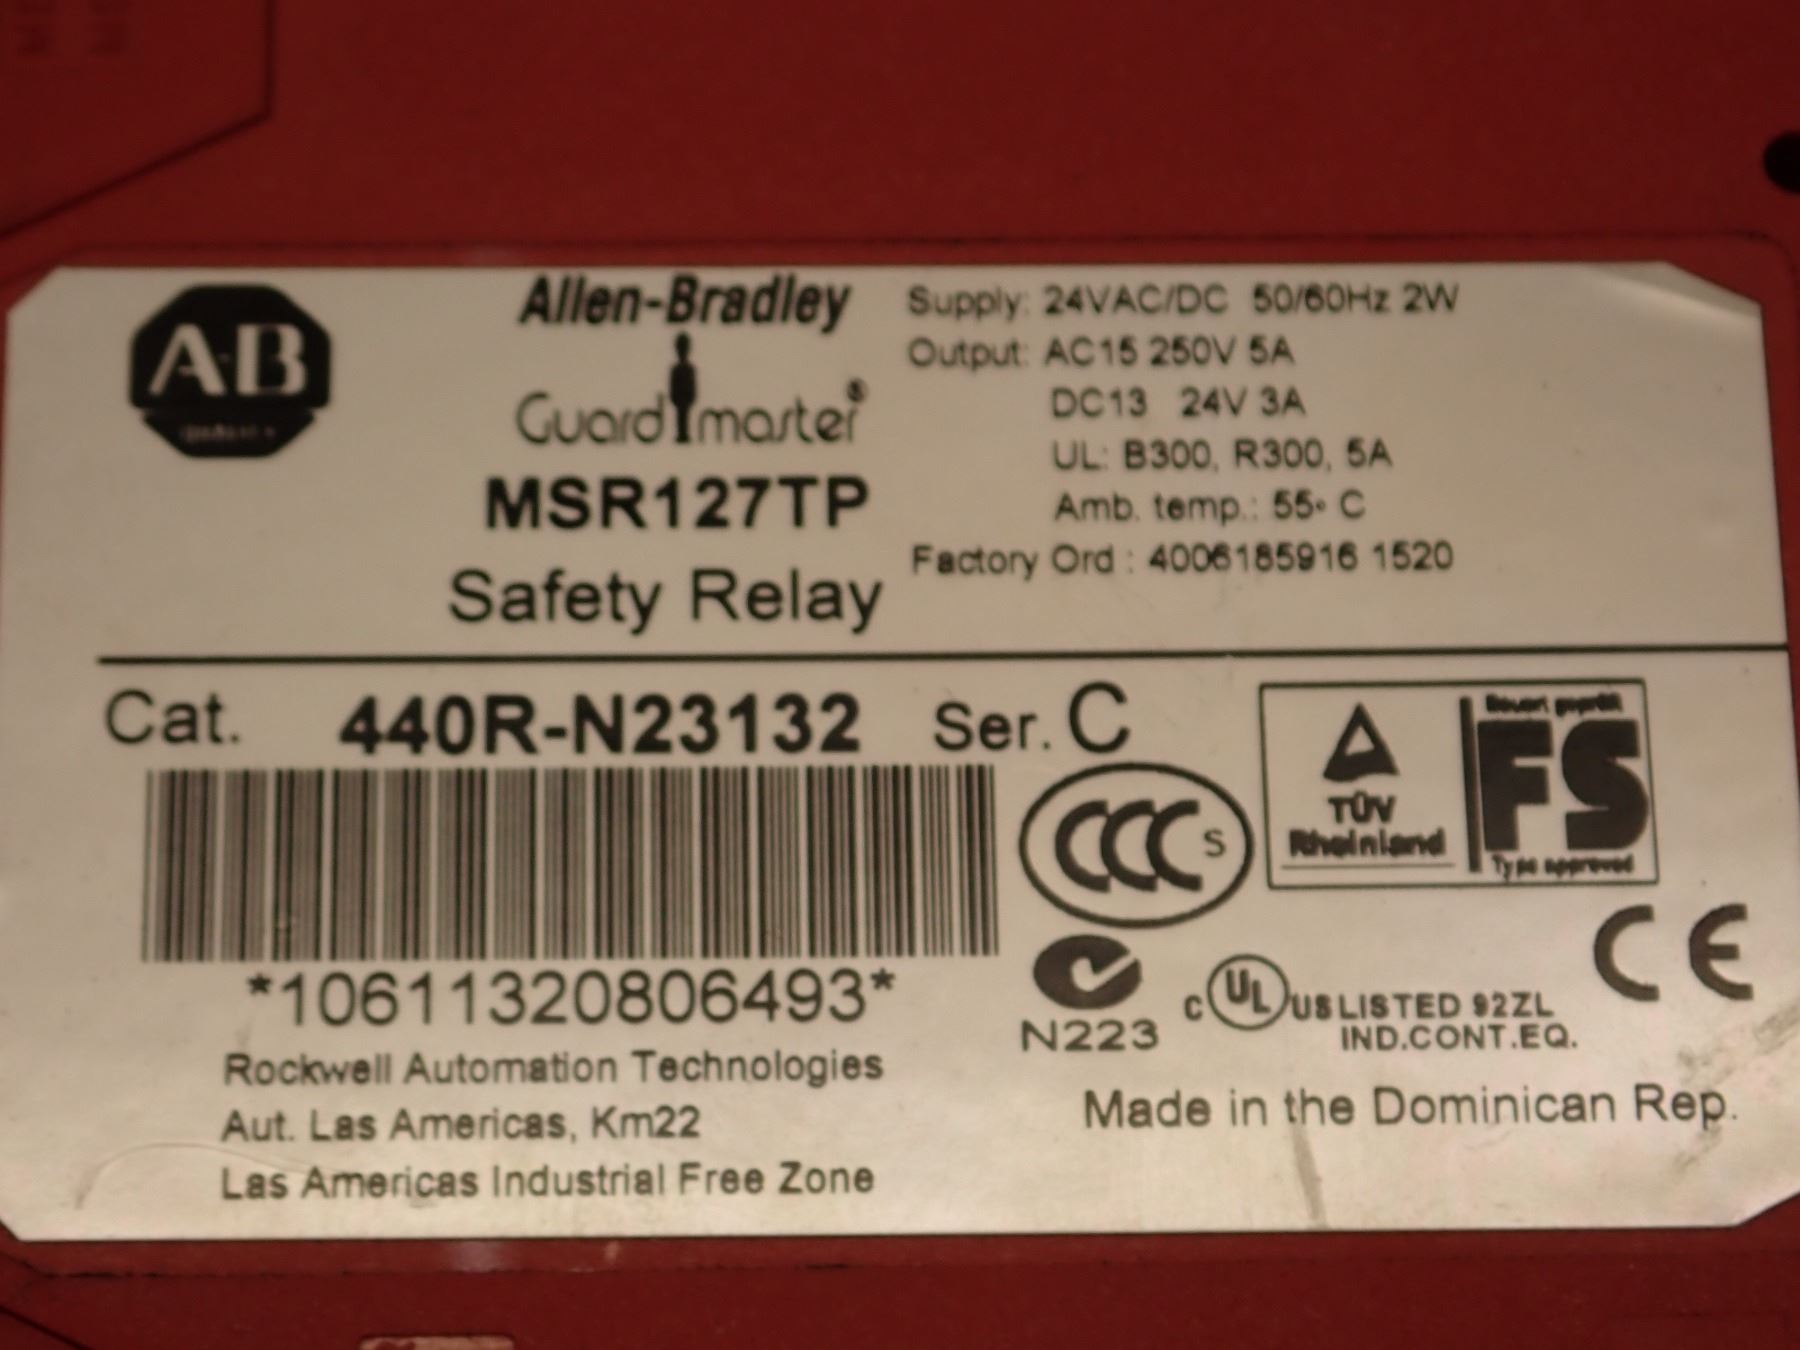 A-B
Allen-Bradley
Guardmaster®
MSR127TP
Safety Relay
Supply: 24VAC/DC 50/60Hz 2W
Output: AC15 250V 5A
DC13 24V 3A
UL: B300, R300, 5A
Amb. temp.: 55° C
Factory Ord : 4006185916 1520
Cat. 440R-N23132 Ser. C
*10611320806493*
Rockwell Automation Technologies
Aut. Las Americas, Km22
Las Americas Industrial Free Zone
CCC S
TÜV
Rheinland
Bauart geprüft
FS
Type approved
N223
C UL US LISTED 92ZL
IND.CONT.EQ.
CE
Made in the Dominican Rep.